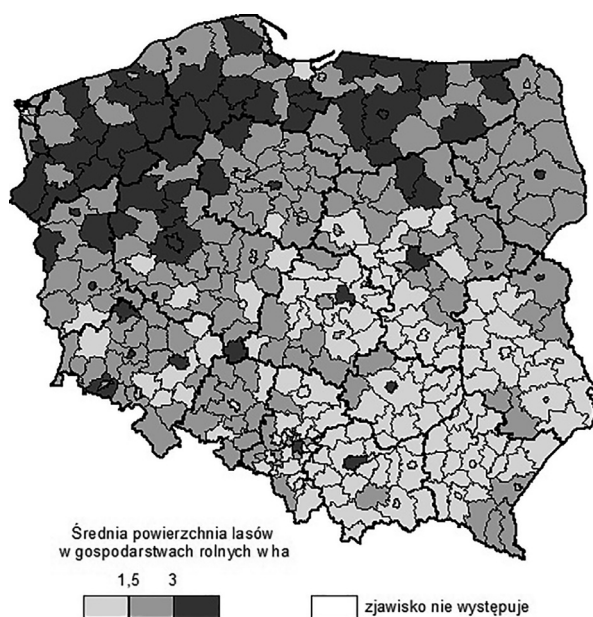 Średnia powierzchnia lasów
w gospodarstwach rolnych w ha
1,5 3
zjawisko nie występuje